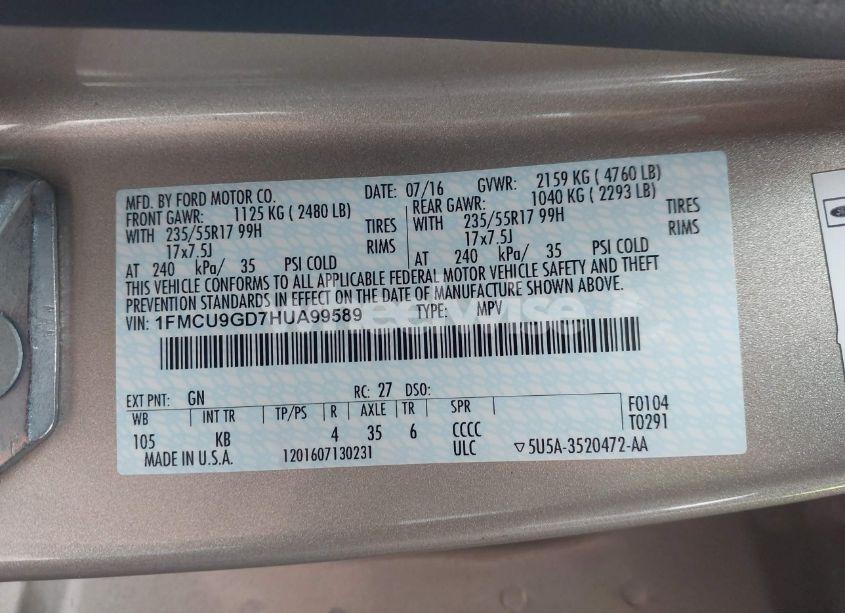 MFD. BY FORD MOTOR CO. DATE: 07/16 GVWR: 2159 KG ( 4760 LB)
FRONT GAWR: 1125 KG ( 2480 LB) REAR GAWR: 1040 KG ( 2293 LB)
WITH 235/55R17 99H TIRES WITH 235/55R17 99H TIRES
17x7.5J RIMS 17x7.5J RIMS
AT 240 kPa/ 35 PSI COLD AT 240 kPa/ 35 PSI COLD
THIS VEHICLE CONFORMS TO ALL APPLICABLE FEDERAL MOTOR VEHICLE SAFETY AND THEFT
PREVENTION STANDARDS IN EFFECT ON THE DATE OF MANUFACTURE SHOWN ABOVE.
VIN: 1FMCU9GD7HUA99589 TYPE: MPV
EXT PNT: GN RC: 27 DSO:
WB INT TR TP/PS R AXLE TR SPR F0104
105 KB 4 35 6 CCCC T0291
MADE IN U.S.A. 1201607130231 ULC ▽5U5A-3520472-AA